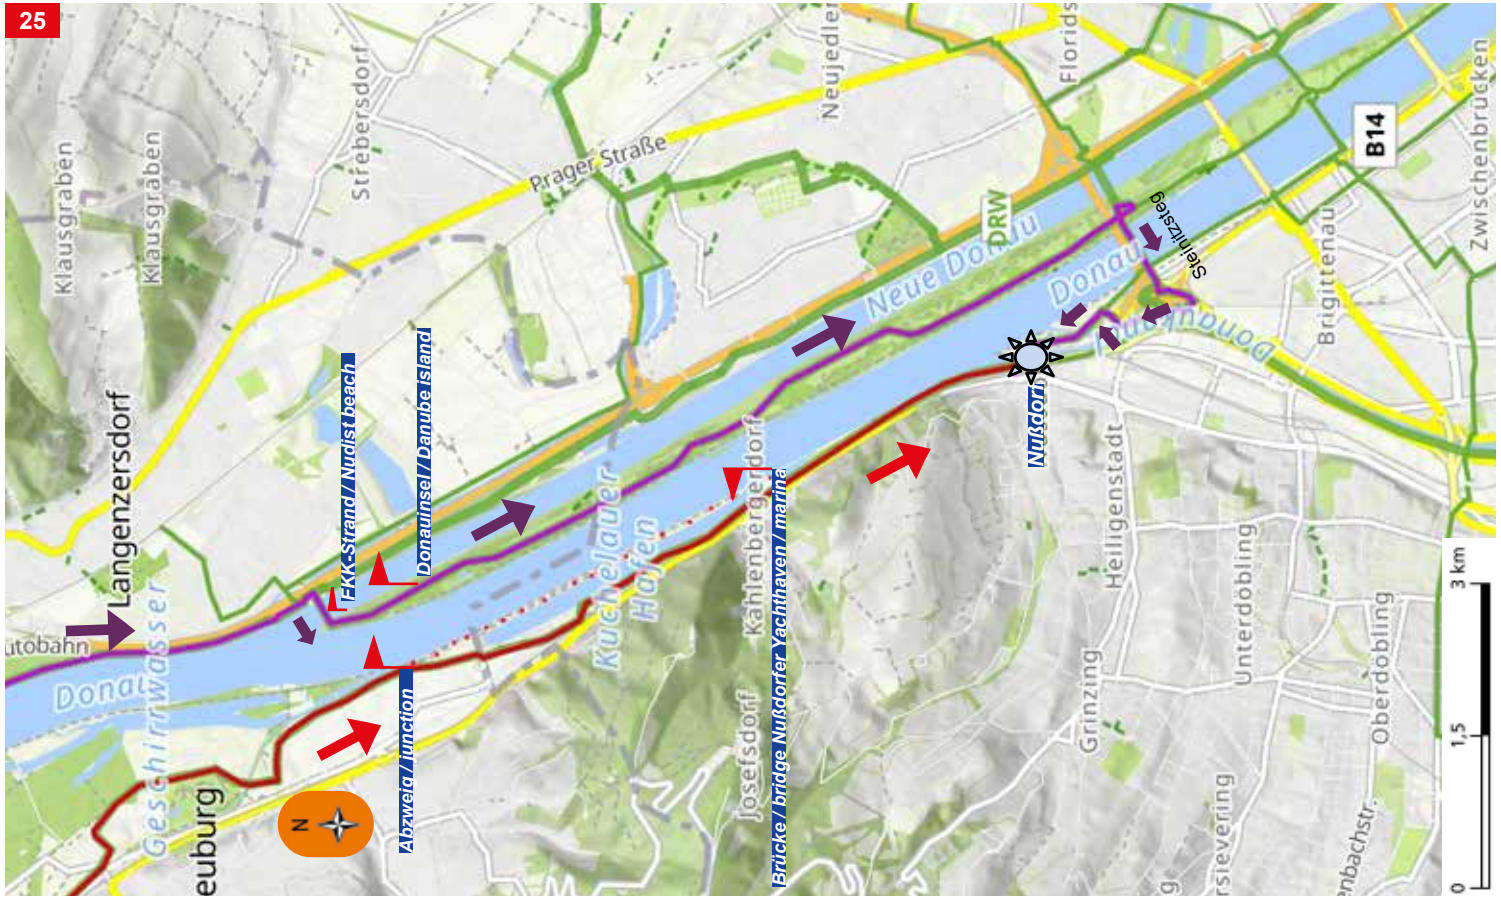 25
Klausgraben
Klausgraben
Strebersdorf
Prager Straße
Neujedler
Florids
Zwischenbrücken
B14
Brigittenau
Steinitzsteg
DRW
Neue Donau
Donau
Donaukanal
Langenzersdorf
FKK-Strand / Nudist beach
Donauinsel / Danube island
utobahn
Donau
Geschirrwasser
euburg
N
Abzweig / junction
Kuchelauer
Hafen
Kahlenbergerdorf
Josefsdorf
Brücke / bridge Nußdorfer Yachthaven / marina
Nußdorf
Heiligenstadt
Grinzing
Unterdöbling
Oberdöbling
rsievering
enbachstr.
g
0
1,5
3 km